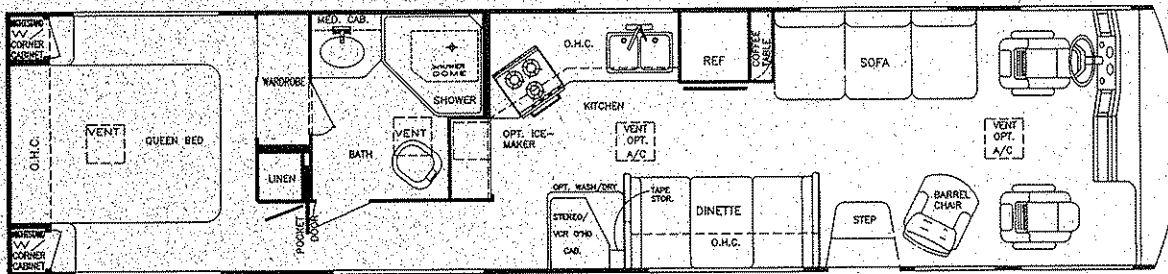 NIGHTSTAND
W/
CORNER
CABINET
O.H.C.
VENT
QUEEN BED
NIGHTSTAND
W/
CORNER
CABINET
WARDROBE
LINEN
POCKET
DOOR
MED. CAB.
SHOWER
DOME
SHOWER
VENT
BATH
OPT. ICE-
MAKER
KITCHEN
O.H.C.
REF
COFFEE
TABLE
SOFA
VENT
OPT.
A/C
VENT
OPT.
A/C
OPT. WASH/DRY
STEREO/
VCR O'HD
CAB.
TAPE
STOR.
DINETTE
O.H.C.
STEP
BARREL
CHAIR